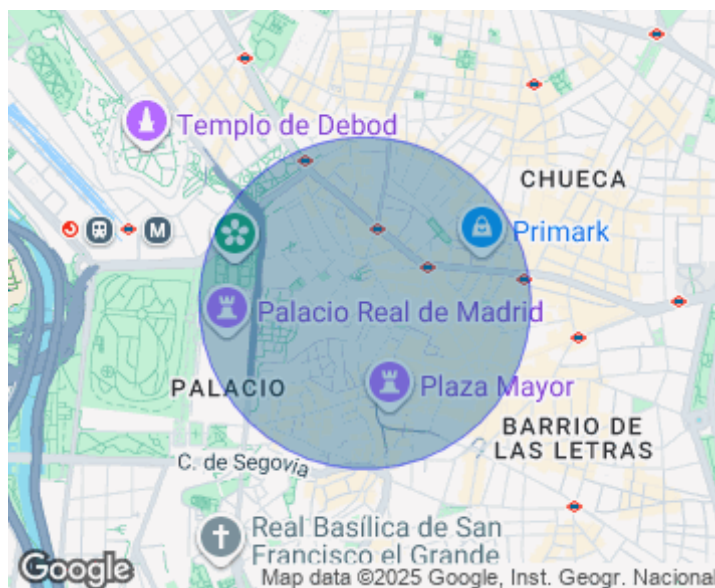 Templo de Debod
CHUECA
M
Primark
Palacio Real de Madrid
PALACIO
Plaza Mayor
BARRIO DE
LAS LETRAS
C. de Segovia
Real Basílica de San
Francisco el Grande
Google
Map data ©2025 Google, Inst. Geogr. Nacional